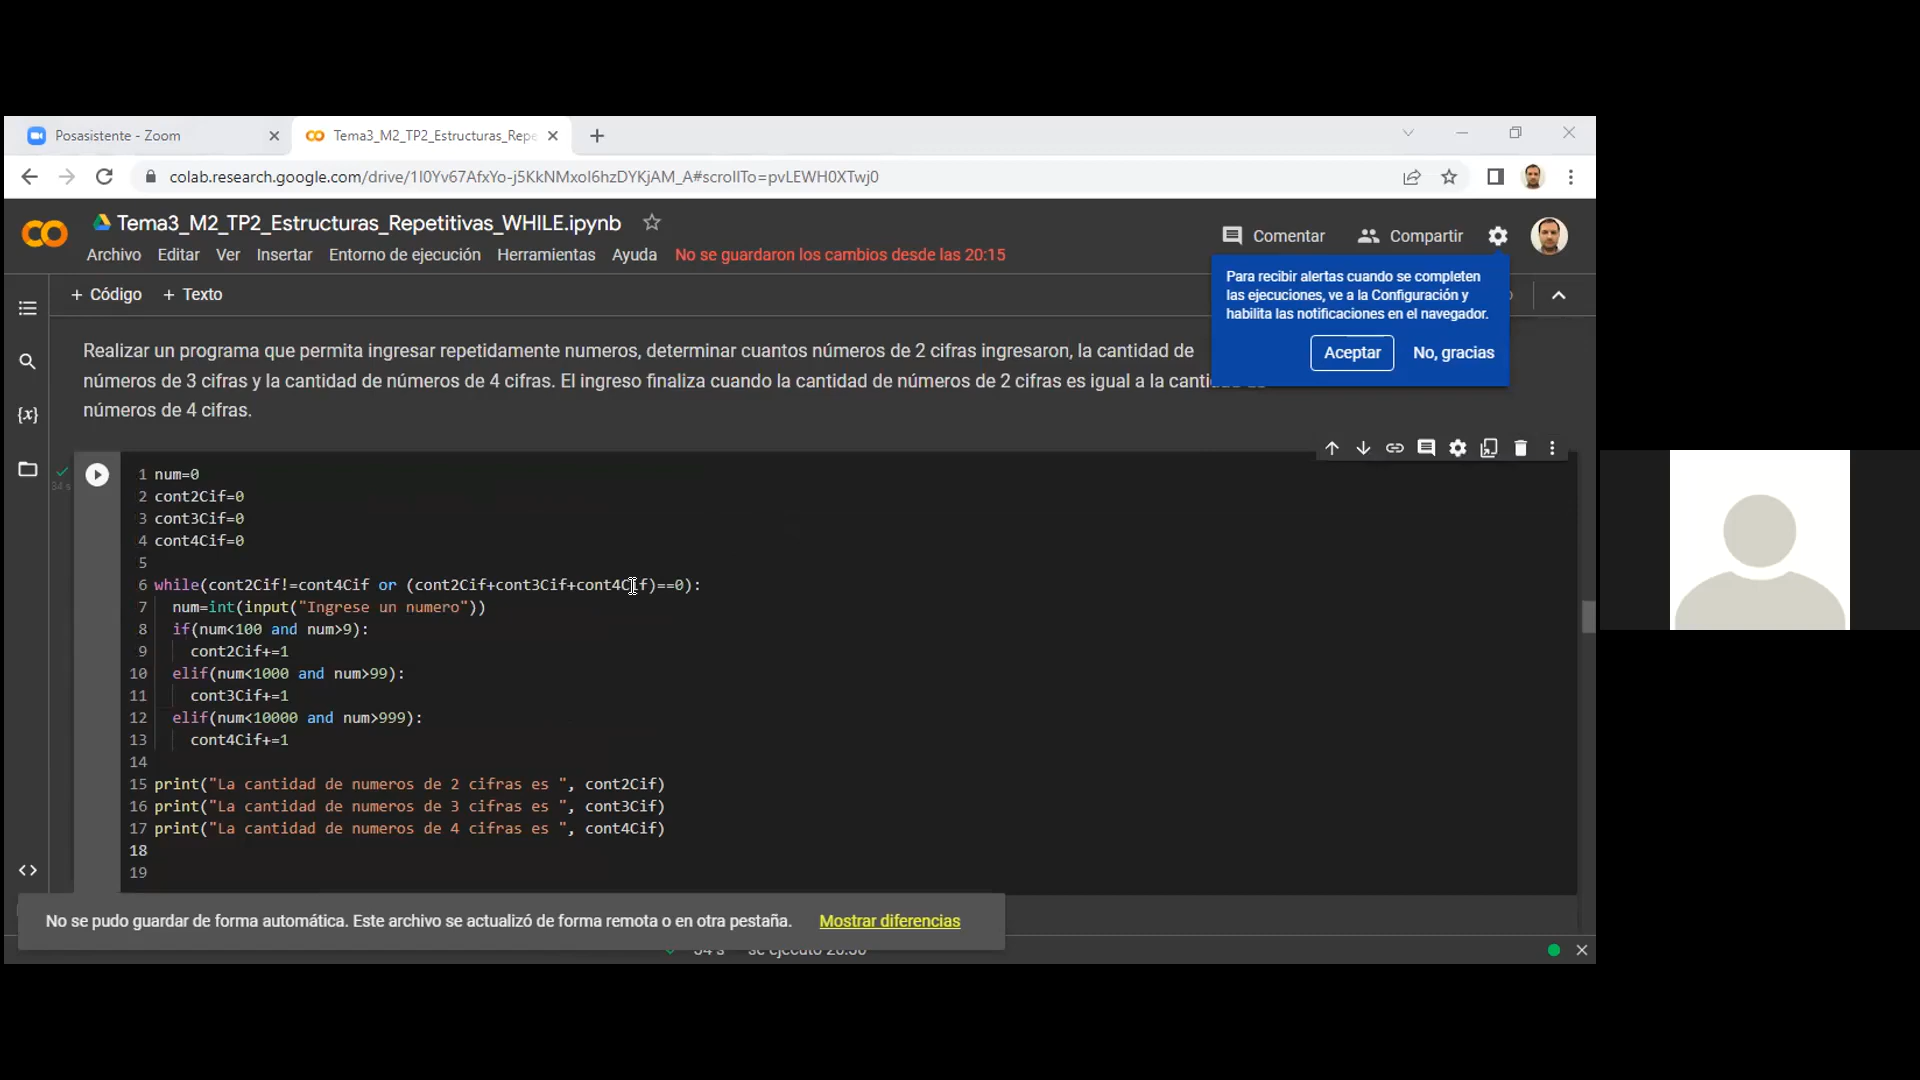 Posasistente - Zoom
Tema3_M2_TP2_Estructuras_Repe
colab.research.google.com/drive/1I0Yv67AfxYo-j5KkNMxoI6hzDYKjAM_A#scrollTo=pvLEWH0XTwj0
Tema3_M2_TP2_Estructuras_Repetitivas_WHILE.ipynb
Archivo Editar Ver Insertar Entorno de ejecución Herramientas Ayuda No se guardaron los cambios desde las 20:15
Comentar Compartir
+ Código + Texto
Para recibir alertas cuando se completen
las ejecuciones, ve a la Configuración y
habilita las notificaciones en el navegador.
Aceptar No, gracias
Realizar un programa que permita ingresar repetidamente numeros, determinar cuantos números de 2 cifras ingresaron, la cantidad de
números de 3 cifras y la cantidad de números de 4 cifras. El ingreso finaliza cuando la cantidad de números de 2 cifras es igual a la
números de 4 cifras.
34 s
1 num=0
2 cont2Cif=0
3 cont3Cif=0
4 cont4Cif=0
5
6 while(cont2Cif!=cont4Cif or (cont2Cif+cont3Cif+cont4Cif)==0):
7 num=int(input("Ingrese un numero"))
8 if(num<100 and num>9):
9 cont2Cif+=1
10 elif(num<1000 and num>99):
11 cont3Cif+=1
12 elif(num<10000 and num>999):
13 cont4Cif+=1
14
15 print("La cantidad de numeros de 2 cifras es ", cont2Cif)
16 print("La cantidad de numeros de 3 cifras es ", cont3Cif)
17 print("La cantidad de numeros de 4 cifras es ", cont4Cif)
18
19
No se pudo guardar de forma automática. Este archivo se actualizó de forma remota o en otra pestaña. Mostrar diferencias